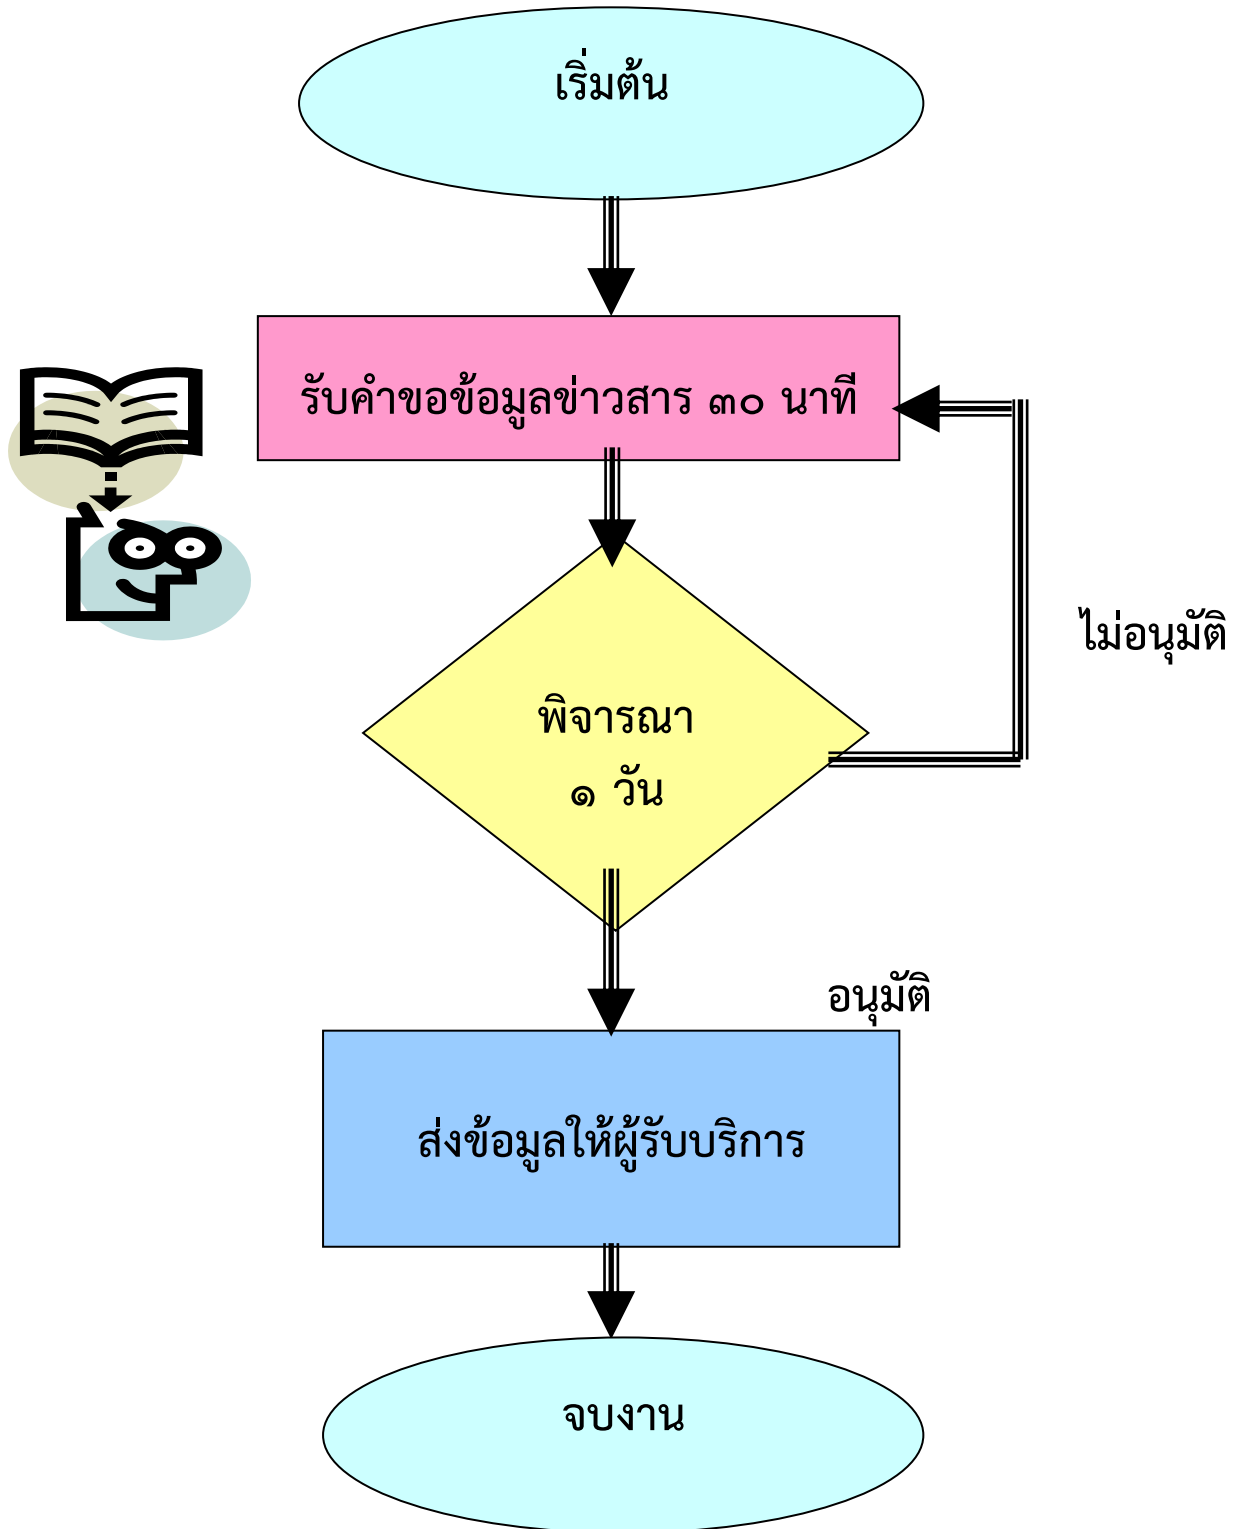 เริ่มต้น
รับคำขอข้อมูลข่าวสาร ๓๐ นาที
ไม่อนุมัติ
พิจารณา
๑ วัน
อนุมัติ
ส่งข้อมูลให้ผู้รับบริการ
จบงาน